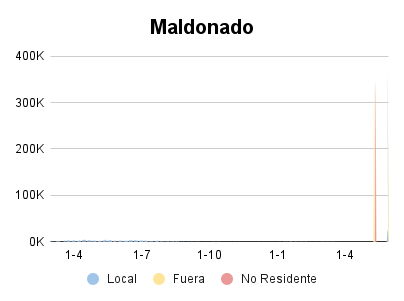 Maldonado
400K
300K
200K
100K
0K
1-4 1-7 1-10 1-1 1-4
Local Fuera No Residente